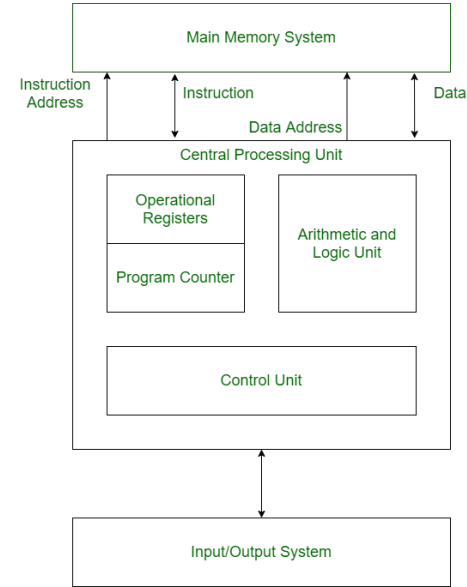 Main Memory System
Instruction
Address
Instruction
Data
Data Address
Central Processing Unit
Operational
Registers
Arithmetic and
Logic Unit
Program Counter
Control Unit
Input/Output System